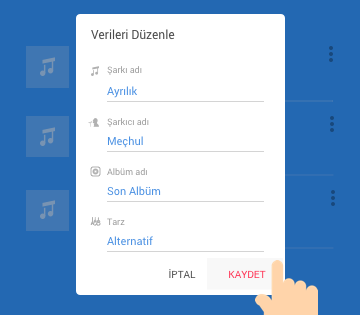 Verileri Düzenle
Şarkı adı
Ayrılık
Şarkıcı adı
Meçhul
Albüm adı
Son Albüm
Tarz
Alternatif
İPTAL
KAYDET